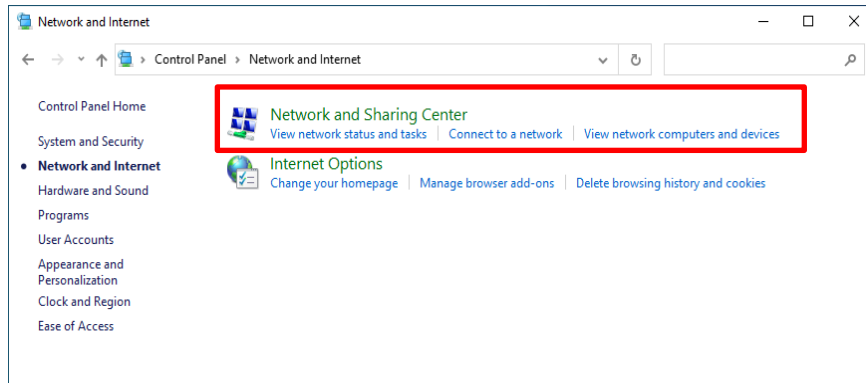 Network and Internet
Control Panel > Network and Internet
Control Panel Home
System and Security
Network and Internet
Hardware and Sound
Programs
User Accounts
Appearance and
Personalization
Clock and Region
Ease of Access
Network and Sharing Center
View network status and tasks | Connect to a network | View network computers and devices
Internet Options
Change your homepage | Manage browser add-ons | Delete browsing history and cookies